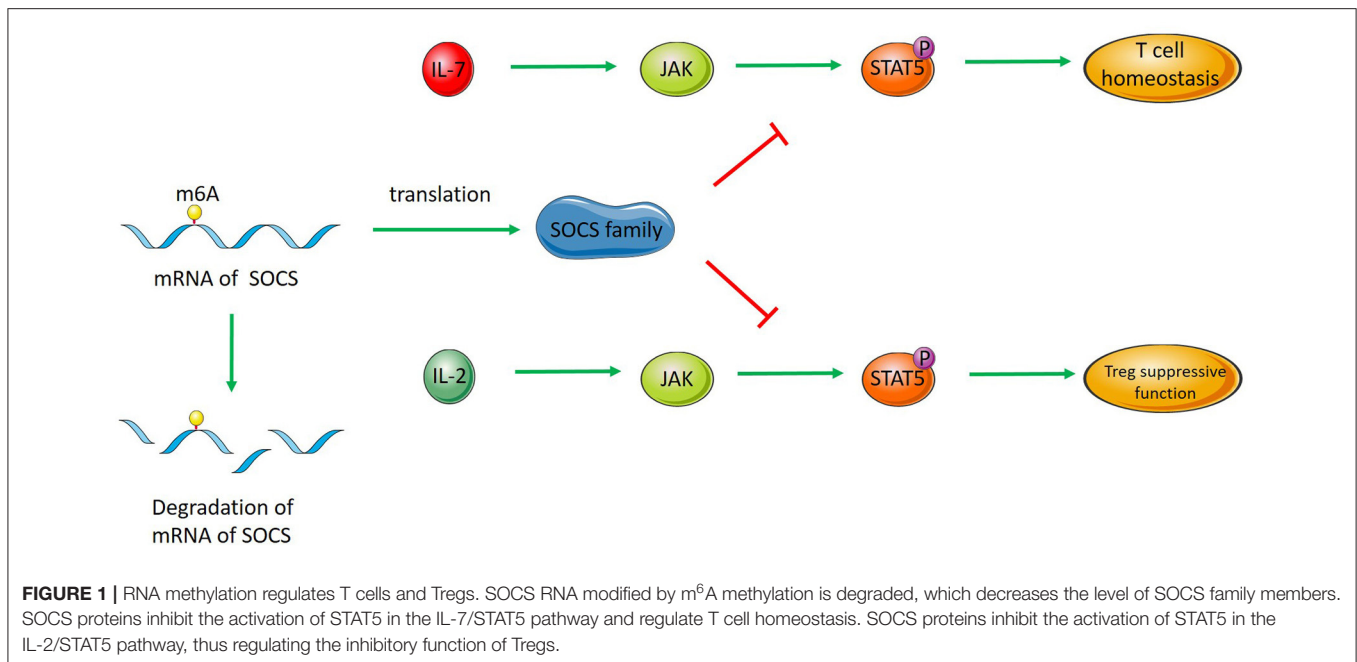 IL-7
JAK
STAT5
P
T cell
homeostasis
m6A
translation
SOCS family
mRNA of SOCS
IL-2
JAK
STAT5
P
Treg suppressive
function
Degradation of
mRNA of SOCS
FIGURE 1 | RNA methylation regulates T cells and Tregs. SOCS RNA modified by m⁶A methylation is degraded, which decreases the level of SOCS family members.
SOCS proteins inhibit the activation of STAT5 in the IL-7/STAT5 pathway and regulate T cell homeostasis. SOCS proteins inhibit the activation of STAT5 in the
IL-2/STAT5 pathway, thus regulating the inhibitory function of Tregs.